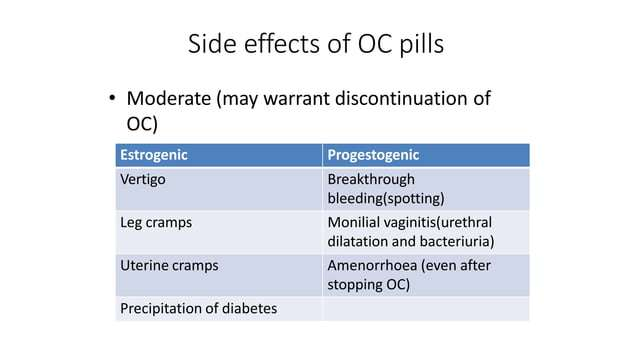 Side effects of OC pills
• Moderate (may warrant discontinuation of
OC)
Estrogenic
Progestogenic
Vertigo
Breakthrough
bleeding(spotting)
Leg cramps
Monilial vaginitis(urethral
dilatation and bacteriuria)
Uterine cramps
Amenorrhoea (even after
stopping OC)
Precipitation of diabetes